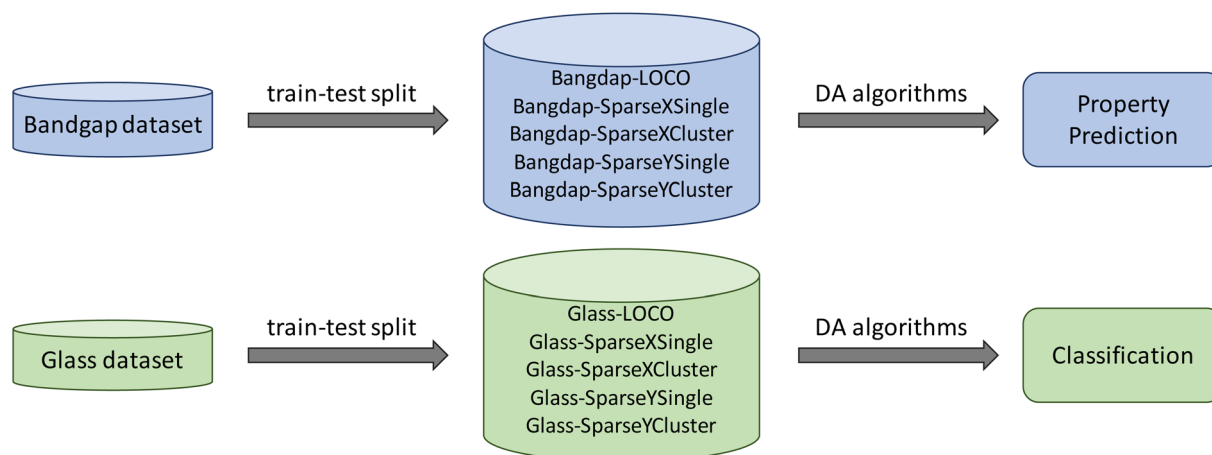 Bandgap dataset
train-test split
Bangdap-LOCO
Bangdap-SparseXSingle
Bangdap-SparseXCluster
Bangdap-SparseYSingle
Bangdap-SparseYCluster
DA algorithms
Property
Prediction
Glass dataset
train-test split
Glass-LOCO
Glass-SparseXSingle
Glass-SparseXCluster
Glass-SparseYSingle
Glass-SparseYCluster
DA algorithms
Classification